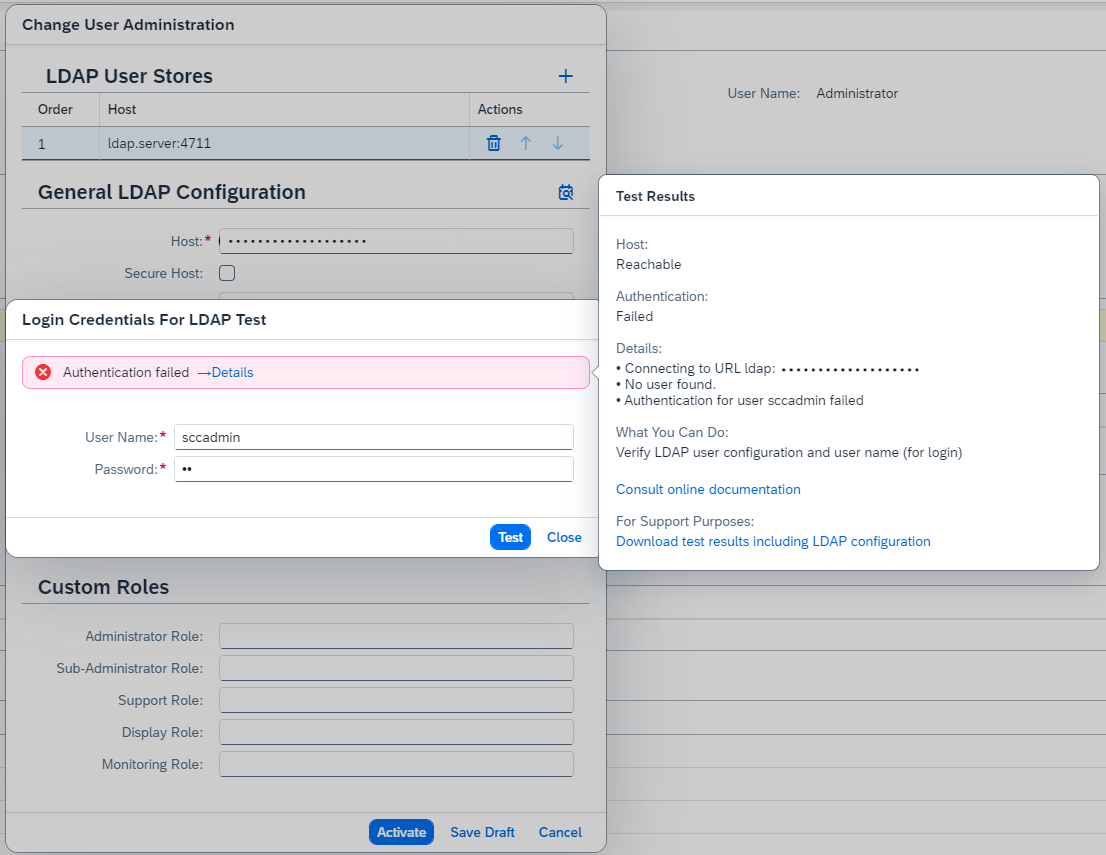 Change User Administration
LDAP User Stores
Order Host Actions
1 ldap.server:4711
User Name: Administrator
General LDAP Configuration
Host:* •••••••••••••••••••
Secure Host:
Login Credentials For LDAP Test
Authentication failed →Details
User Name:* sccadmin
Password:* ••
Test Close
Test Results
Host:
Reachable
Authentication:
Failed
Details:
• Connecting to URL ldap: •••••••••••••••••••
• No user found.
• Authentication for user sccadmin failed
What You Can Do:
Verify LDAP user configuration and user name (for login)
Consult online documentation
For Support Purposes:
Download test results including LDAP configuration
Custom Roles
Administrator Role:
Sub-Administrator Role:
Support Role:
Display Role:
Monitoring Role:
Activate Save Draft Cancel